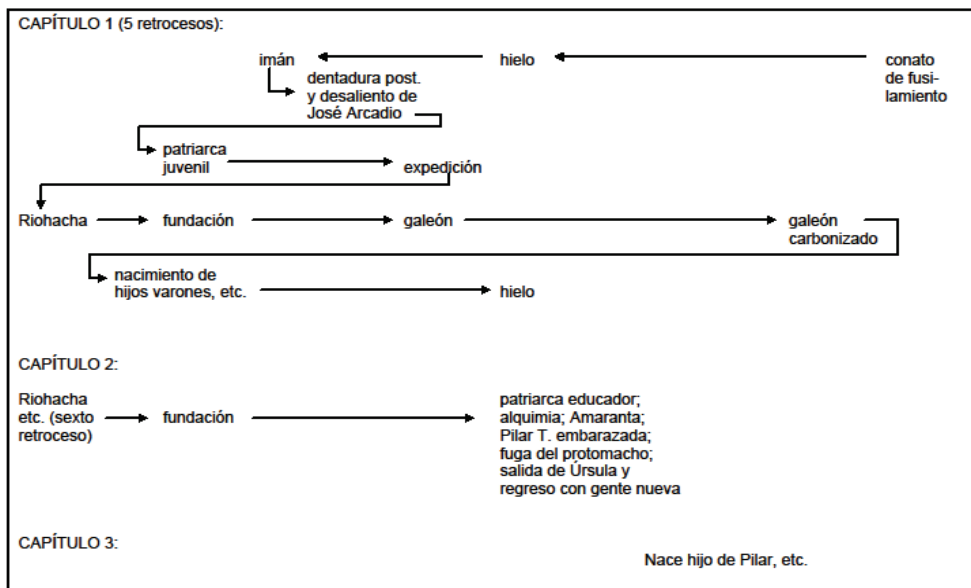 CAPÍTULO 1 (5 retrocesos):
imán
hielo
conato
de fusi-
lamiento
dentadura post.
y desaliento de
José Arcadio
patriarca
juvenil
expedición
Riohacha
fundación
galeón
galeón
carbonizado
nacimiento de
hijos varones, etc.
hielo
CAPÍTULO 2:
Riohacha
etc. (sexto
retroceso)
fundación
patriarca educador;
alquimia; Amaranta;
Pilar T. embarazada;
fuga del protomacho;
salida de Úrsula y
regreso con gente nueva
CAPÍTULO 3:
Nace hijo de Pilar, etc.